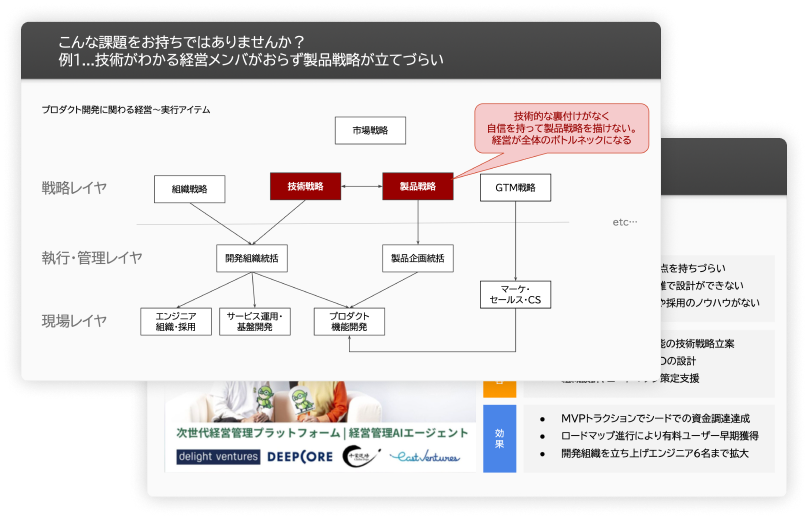 こんな課題をお持ちではありませんか？
例1...技術がわかる経営メンバがおらず製品戦略が立てづらい
プロダクト開発に関わる経営～実行アイテム
市場戦略
技術的な裏付けがなく
自信を持って製品戦略を描けない。
経営が全体のボトルネックになる
戦略レイヤ
組織戦略
技術戦略
製品戦略
GTM戦略
etc…
執行・管理レイヤ
開発組織統括
製品企画統括
現場レイヤ
エンジニア
組織・採用
サービス運用・
基盤開発
プロダクト
機能開発
マーケ・
セールス・CS
点を持ちづらい
で設計ができない
や採用のノウハウがない
の技術戦略立案
の設計
策定支援
次世代経営管理プラットフォーム | 経営管理AIエージェント
delight ventures
DEEPCORE
East Ventures
効果
● MVPトラクションでシードでの資金調達達成
● ロードマップ進行により有料ユーザー早期獲得
● 開発組織を立ち上げエンジニア6名まで拡大